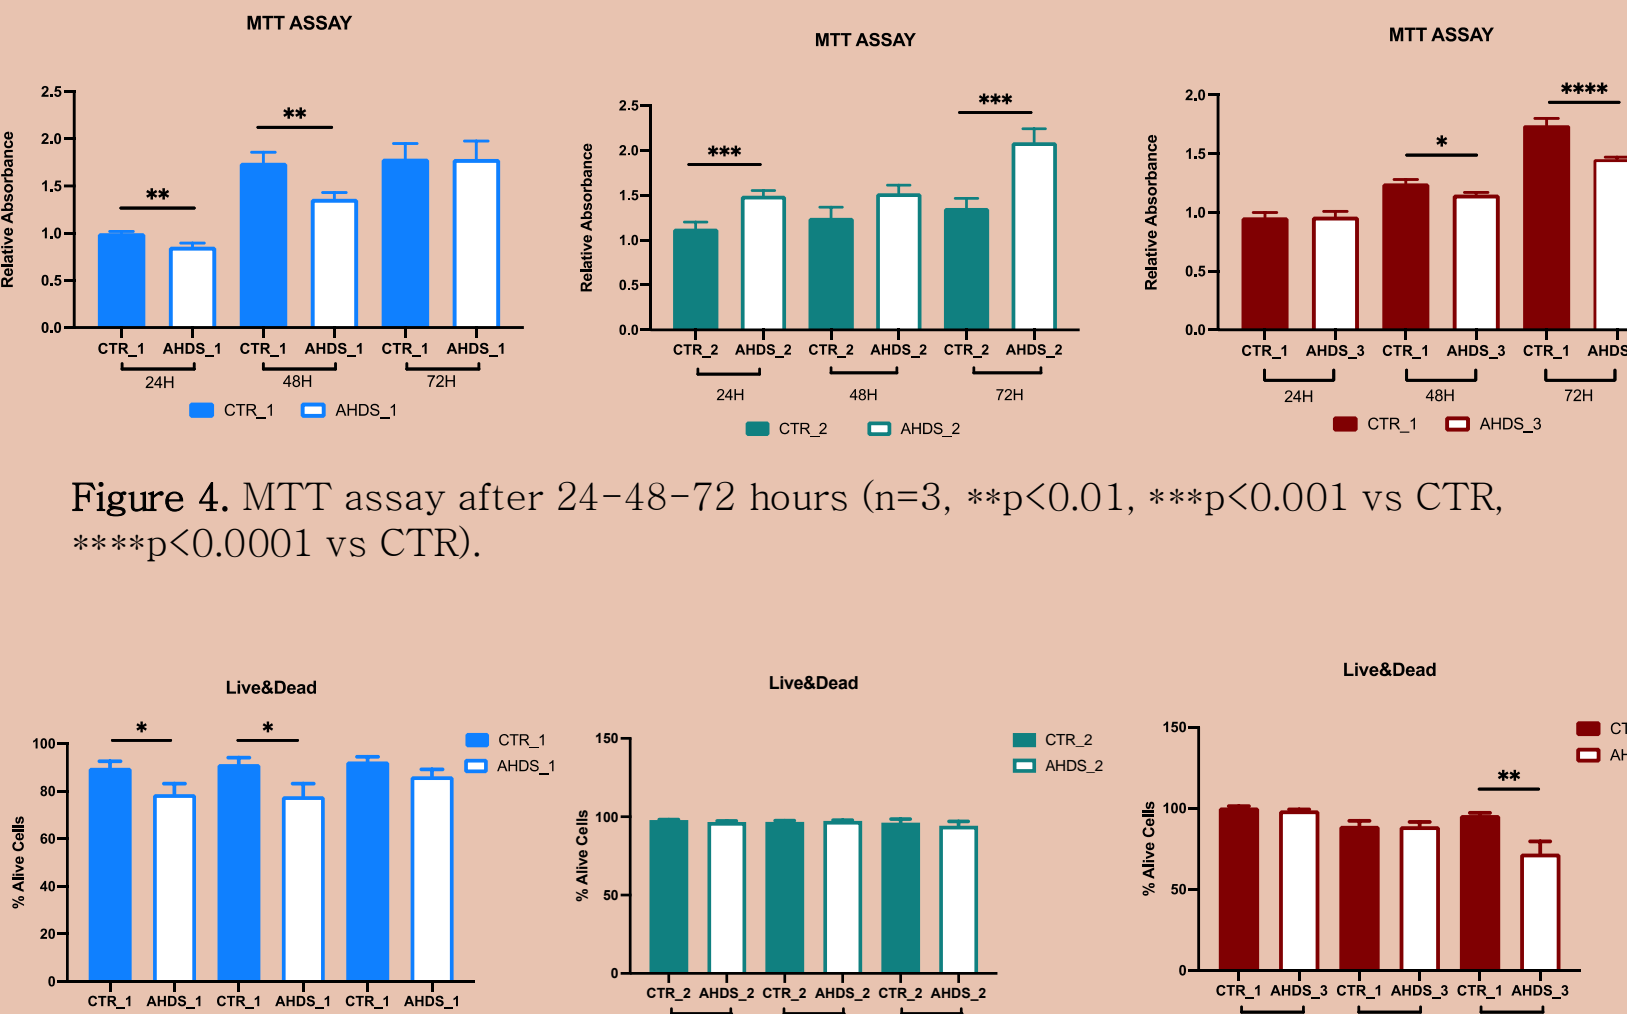 MTT ASSAY
2.5
2.0
1.5
1.0
0.5
0.0
Relative Absorbance
**
**
CTR_1 AHDS_1 CTR_1 AHDS_1 CTR_1 AHDS_1
24H 48H 72H
CTR_1 AHDS_1
MTT ASSAY
2.5
2.0
1.5
1.0
0.5
0.0
Relative Absorbance
***
***
CTR_2 AHDS_2 CTR_2 AHDS_2 CTR_2 AHDS_2
24H 48H 72H
CTR_2 AHDS_2
MTT ASSAY
2.0
1.5
1.0
0.5
0.0
Relative Absorbance
*
****
CTR_1 AHDS_3 CTR_1 AHDS_3 CTR_1 AHDS
24H 48H 72H
CTR_1 AHDS_3
Figure 4. MTT assay after 24-48-72 hours (n=3, **p<0.01, ***p<0.001 vs CTR,
****p<0.0001 vs CTR).
Live&Dead
100
80
60
40
20
0
% Alive Cells
* *
CTR_1
AHDS_1
CTR_1 AHDS_1 CTR_1 AHDS_1 CTR_1 AHDS_1
Live&Dead
150
100
50
0
% Alive Cells
CTR_2
AHDS_2
CTR_2 AHDS_2 CTR_2 AHDS_2 CTR_2 AHDS_2
Live&Dead
150
100
50
0
% Alive Cells
**
CTR_1 AHDS_3 CTR_1 AHDS_3 CTR_1 AHDS_3